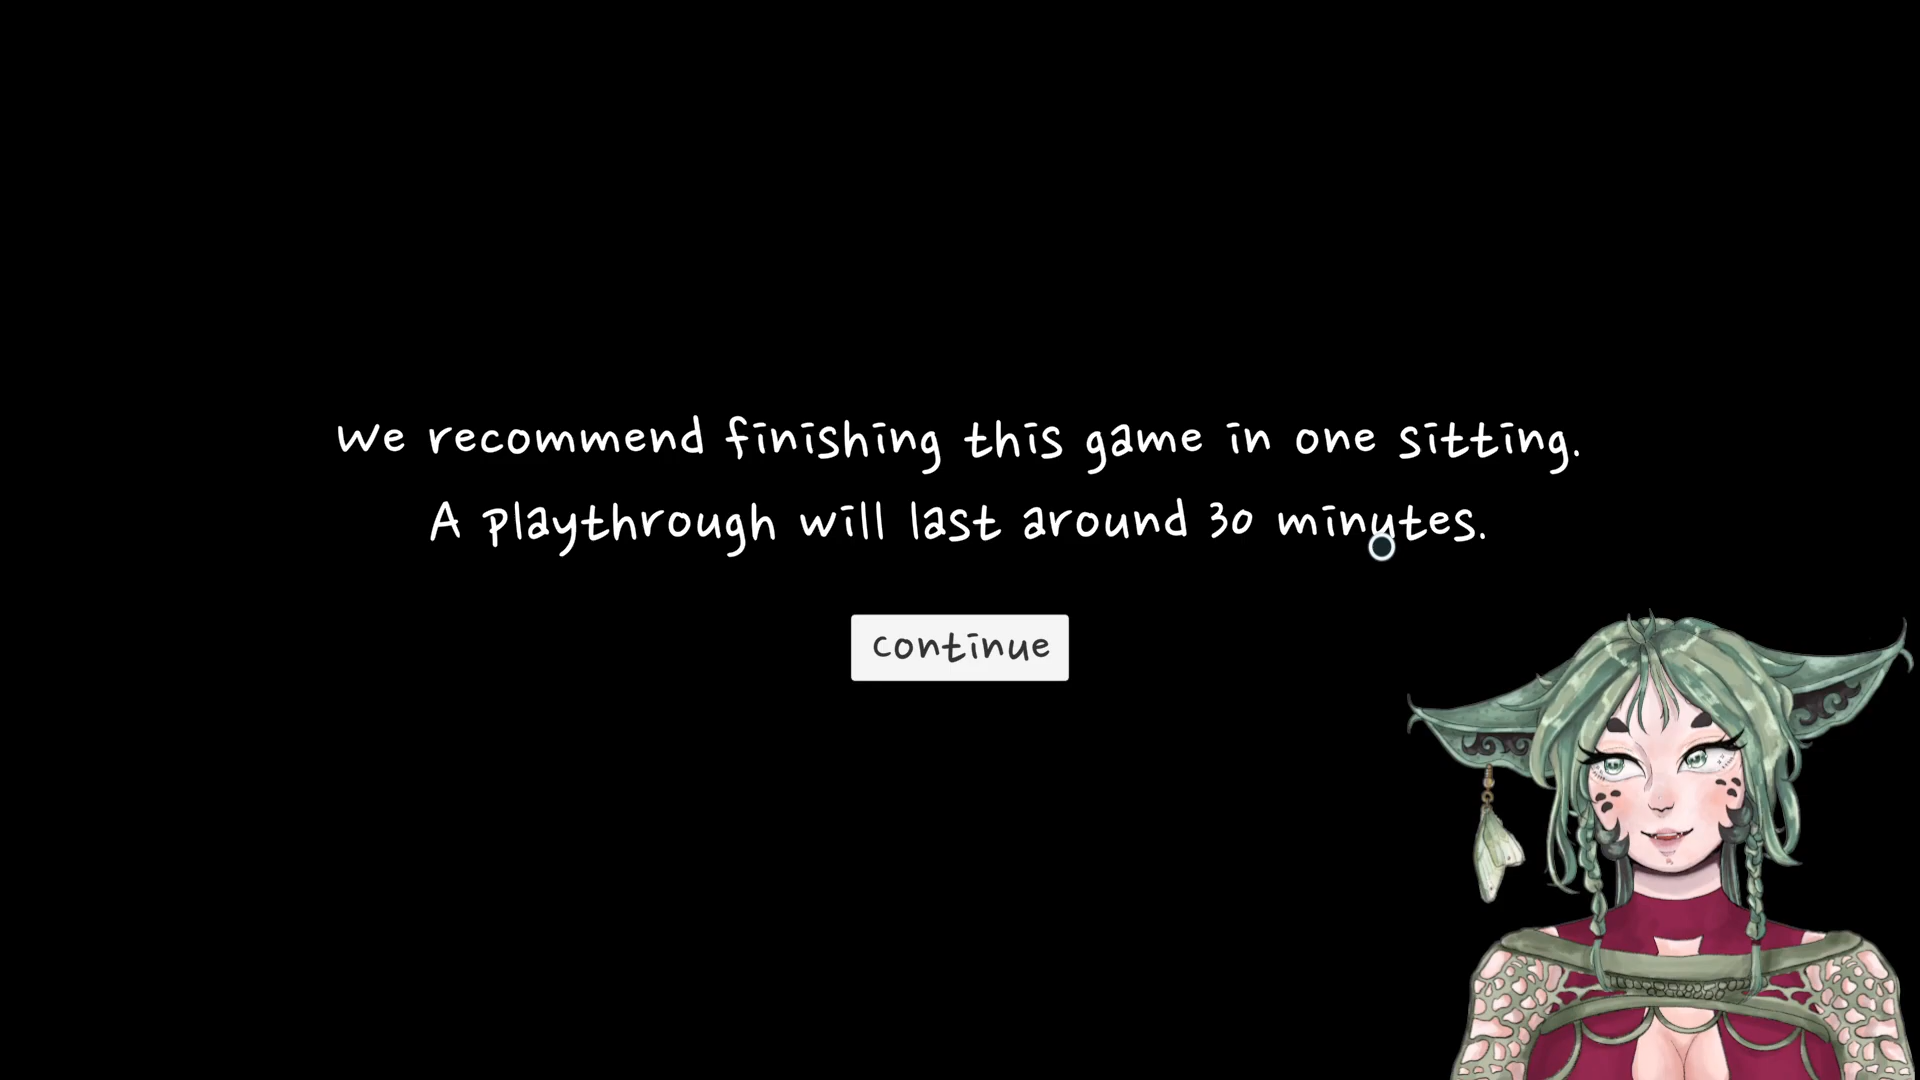 We recommend finishing this game in one sitting.
A playthrough will last around 30 minutes.
continue